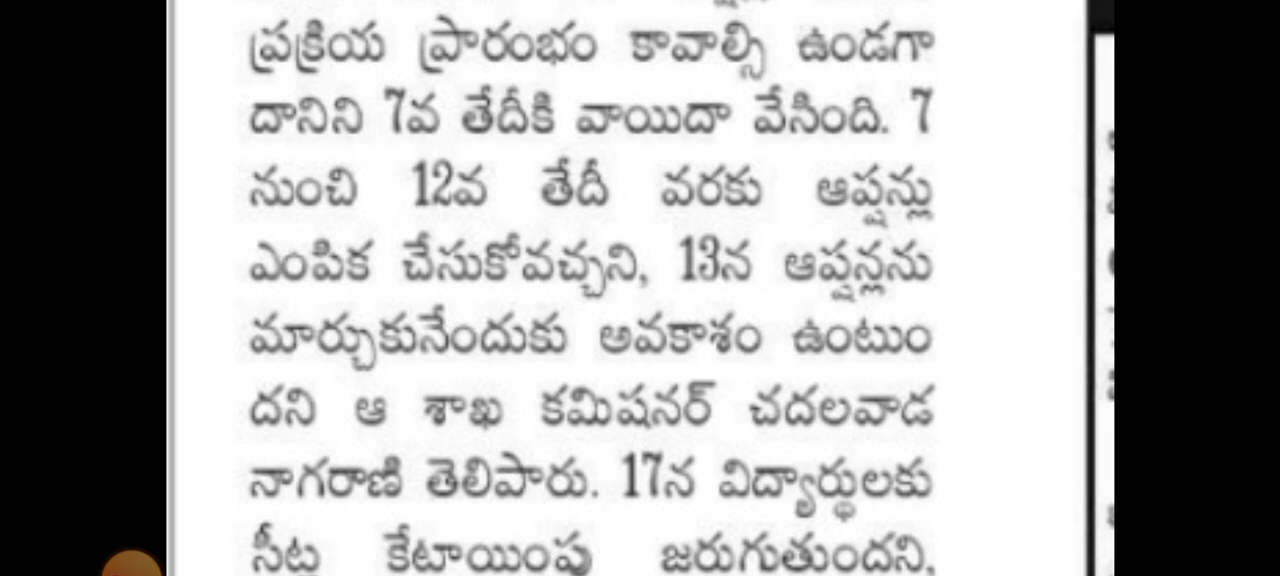 ప్రక్రియ ప్రారంభం కావాల్సి ఉండగా
దానిని 7వ తేదీకి వాయిదా వేసింది. 7
నుంచి 12వ తేదీ వరకు ఆప్షన్లు
ఎంపిక చేసుకోవచ్చని, 13న ఆప్షన్లను
మార్చుకునేందుకు అవకాశం ఉంటుం
దని ఆ శాఖ కమిషనర్ చదలవాడ
నాగరాణి తెలిపారు. 17న విద్యార్థులకు
సీట్ల కేటాయింపు జరుగుతుందని,